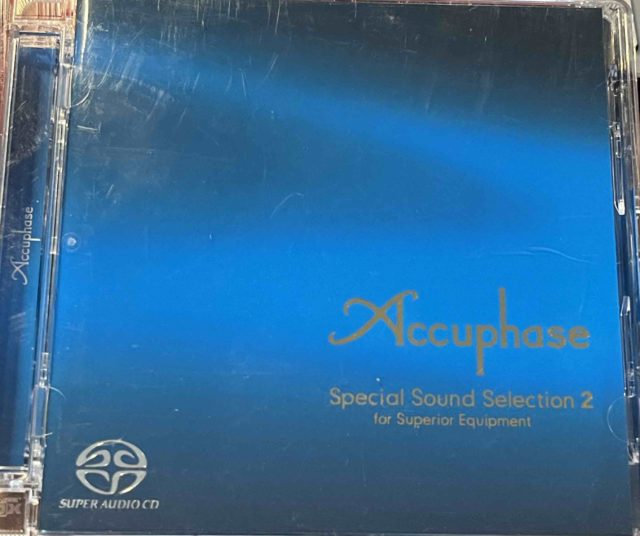 Accuphase
Accuphase
Special Sound Selection 2
for Superior Equipment
SUPER AUDIO CD